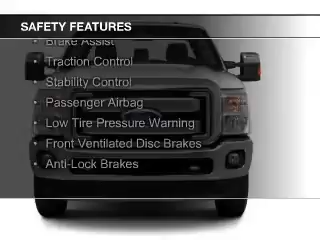 SAFETY FEATURES
• Brake Assist
• Traction Control
• Stability Control
• Passenger Airbag
• Low Tire Pressure Warning
• Front Ventilated Disc Brakes
• Anti-Lock Brakes